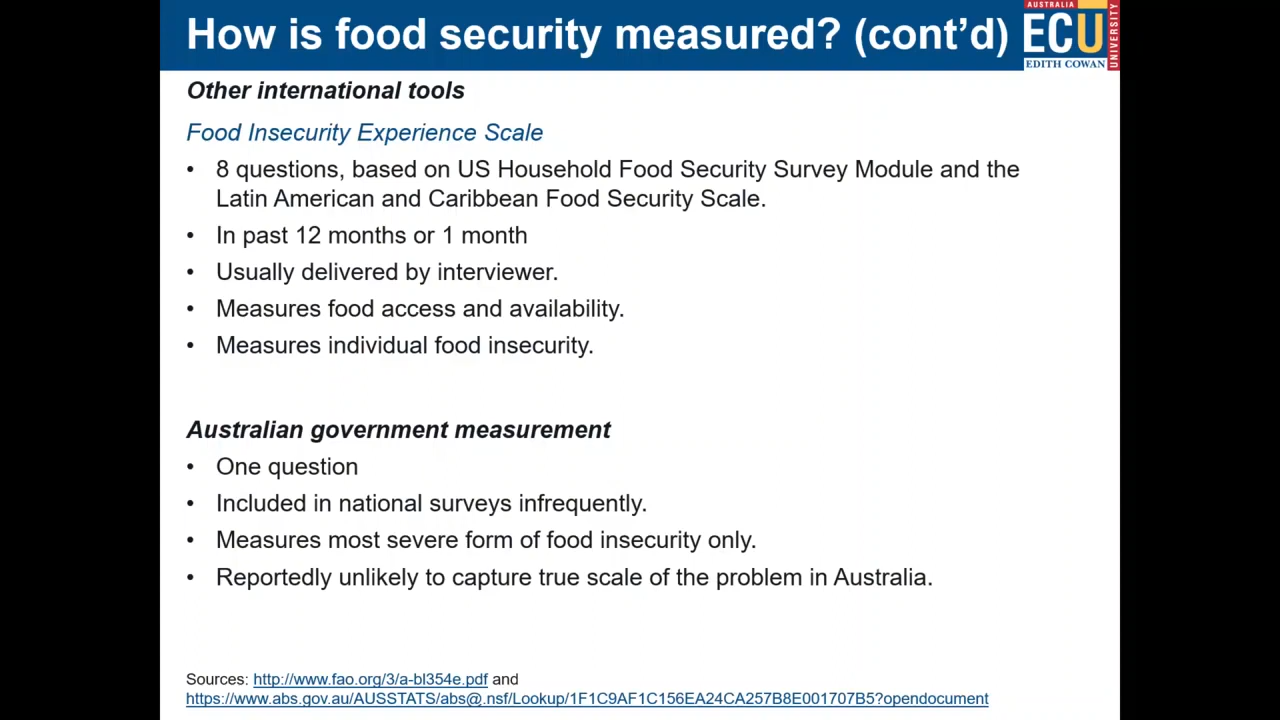 How is food security measured? (cont’d)
AUSTRALIA
ECU
UNIVERSITY
EDITH COWAN
Other international tools
Food Insecurity Experience Scale
• 8 questions, based on US Household Food Security Survey Module and the
Latin American and Caribbean Food Security Scale.
• In past 12 months or 1 month
• Usually delivered by interviewer.
• Measures food access and availability.
• Measures individual food insecurity.
Australian government measurement
• One question
• Included in national surveys infrequently.
• Measures most severe form of food insecurity only.
• Reportedly unlikely to capture true scale of the problem in Australia.
Sources: http://www.fao.org/3/a-bl354e.pdf and
https://www.abs.gov.au/AUSSTATS/abs@.nsf/Lookup/1F1C9AF1C156EA24CA257B8E001707B5?opendocument